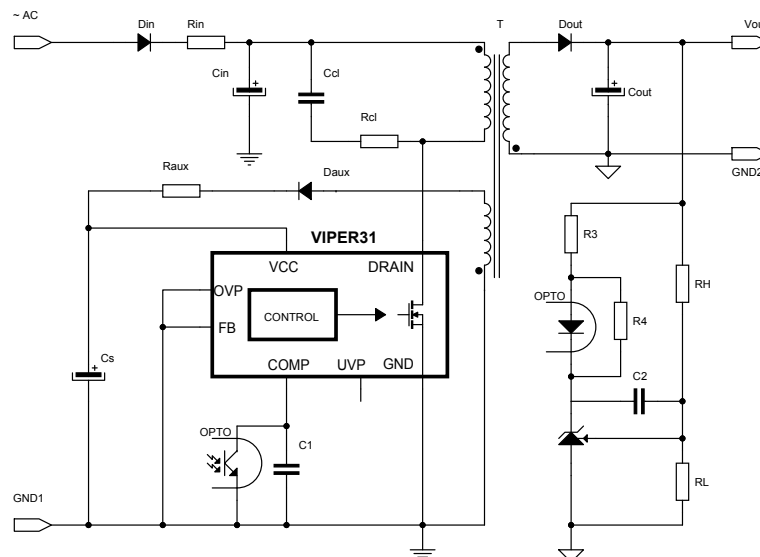 ~ AC
Din
Rin
T
Dout
Vou
Cin
+
Ccl
+
Cout
Rcl
GND2
Raux
Daux
VIPER31
VCC
DRAIN
R3
OVP
CONTROL
FB
OPTO
RH
R4
Cs
+
COMP
UVP
GND
C2
OPTO
C1
RL
GND1